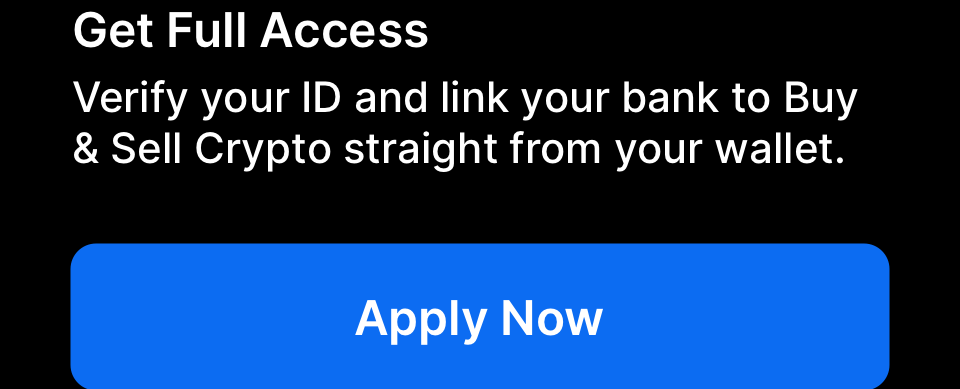 Get Full Access
Verify your ID and link your bank to Buy
& Sell Crypto straight from your wallet.
Apply Now